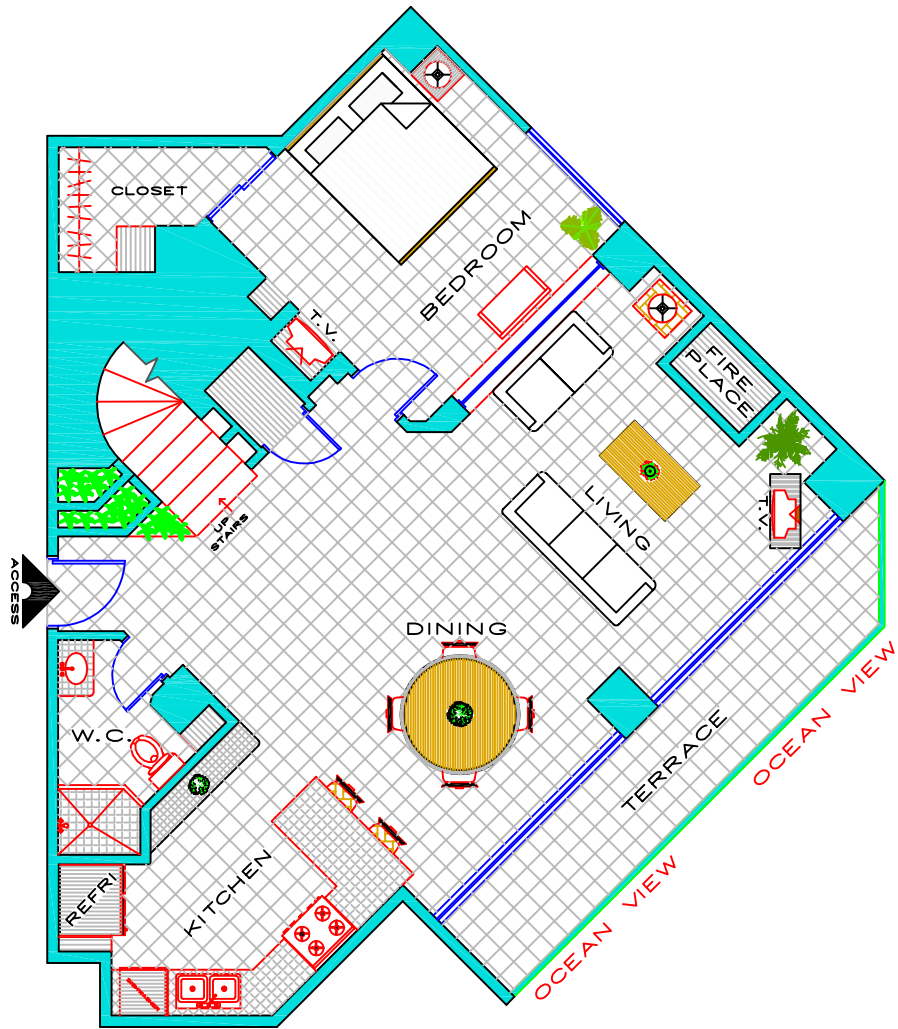 CLOSET
BEDROOM
T.V.
FIRE
PLACE
LIVING
T.V.
UP
STAIRS
ACCESS
DINING
W.C.
TERRACE
OCEAN VIEW
KITCHEN
REFRI
OCEAN VIEW